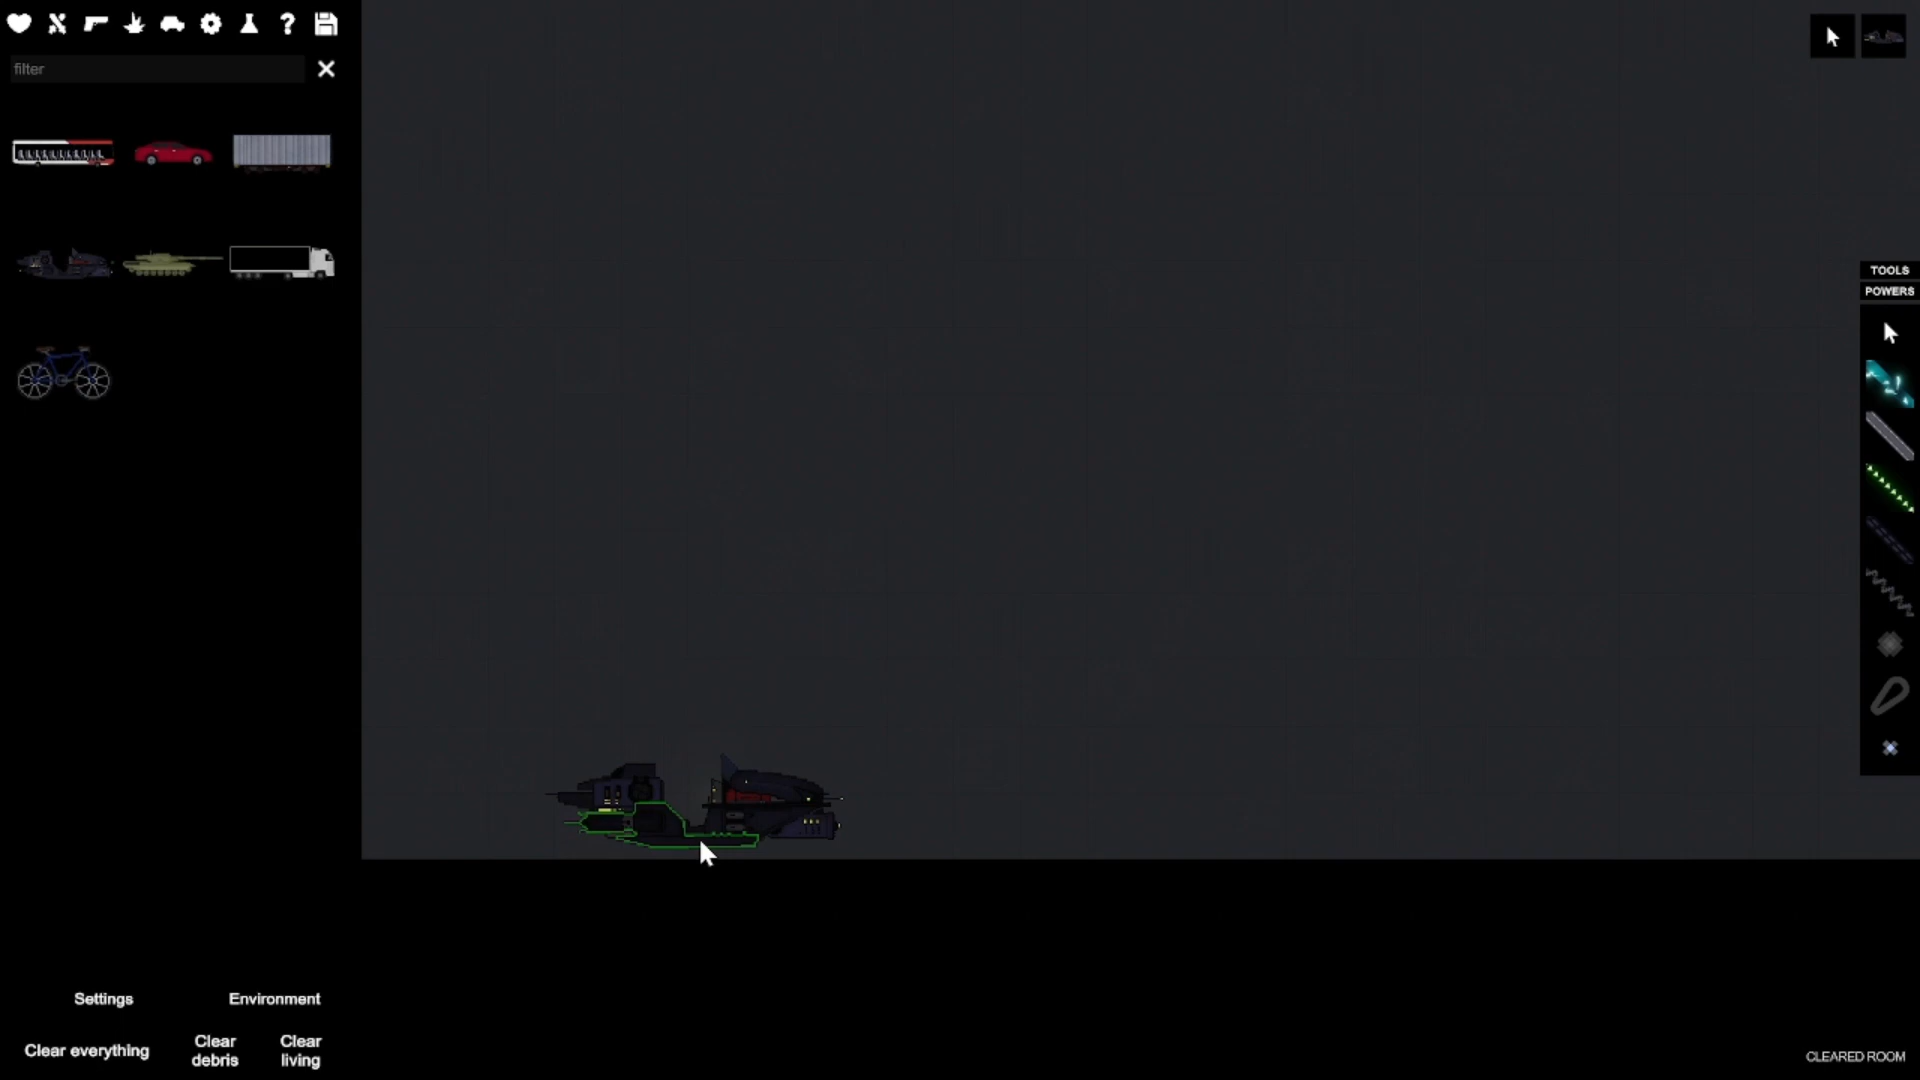 filter
TOOLS
POWERS
Settings
Environment
Clear everything
Clear
debris
Clear
living
CLEARED ROOM